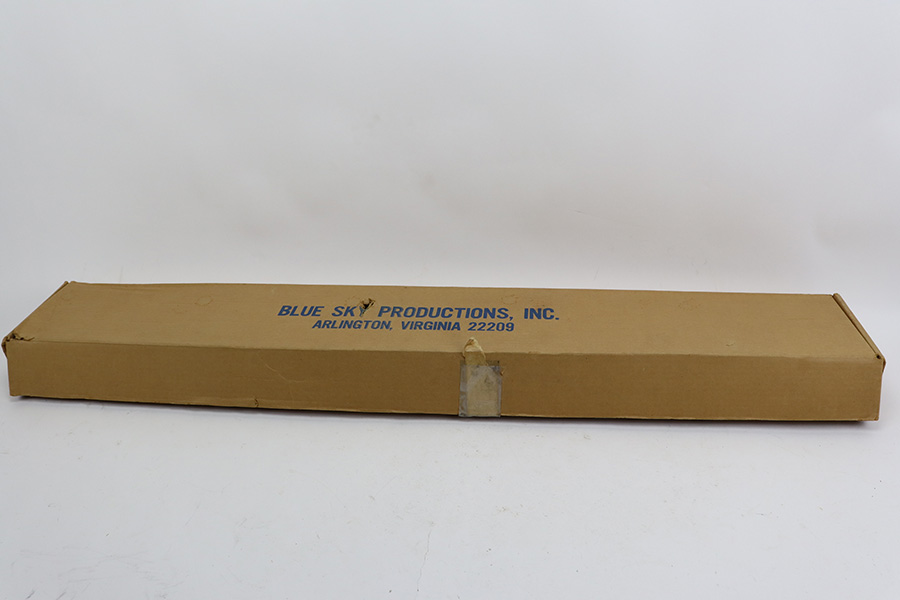 BLUE SKY PRODUCTIONS, INC.
ARLINGTON, VIRGINIA 22209